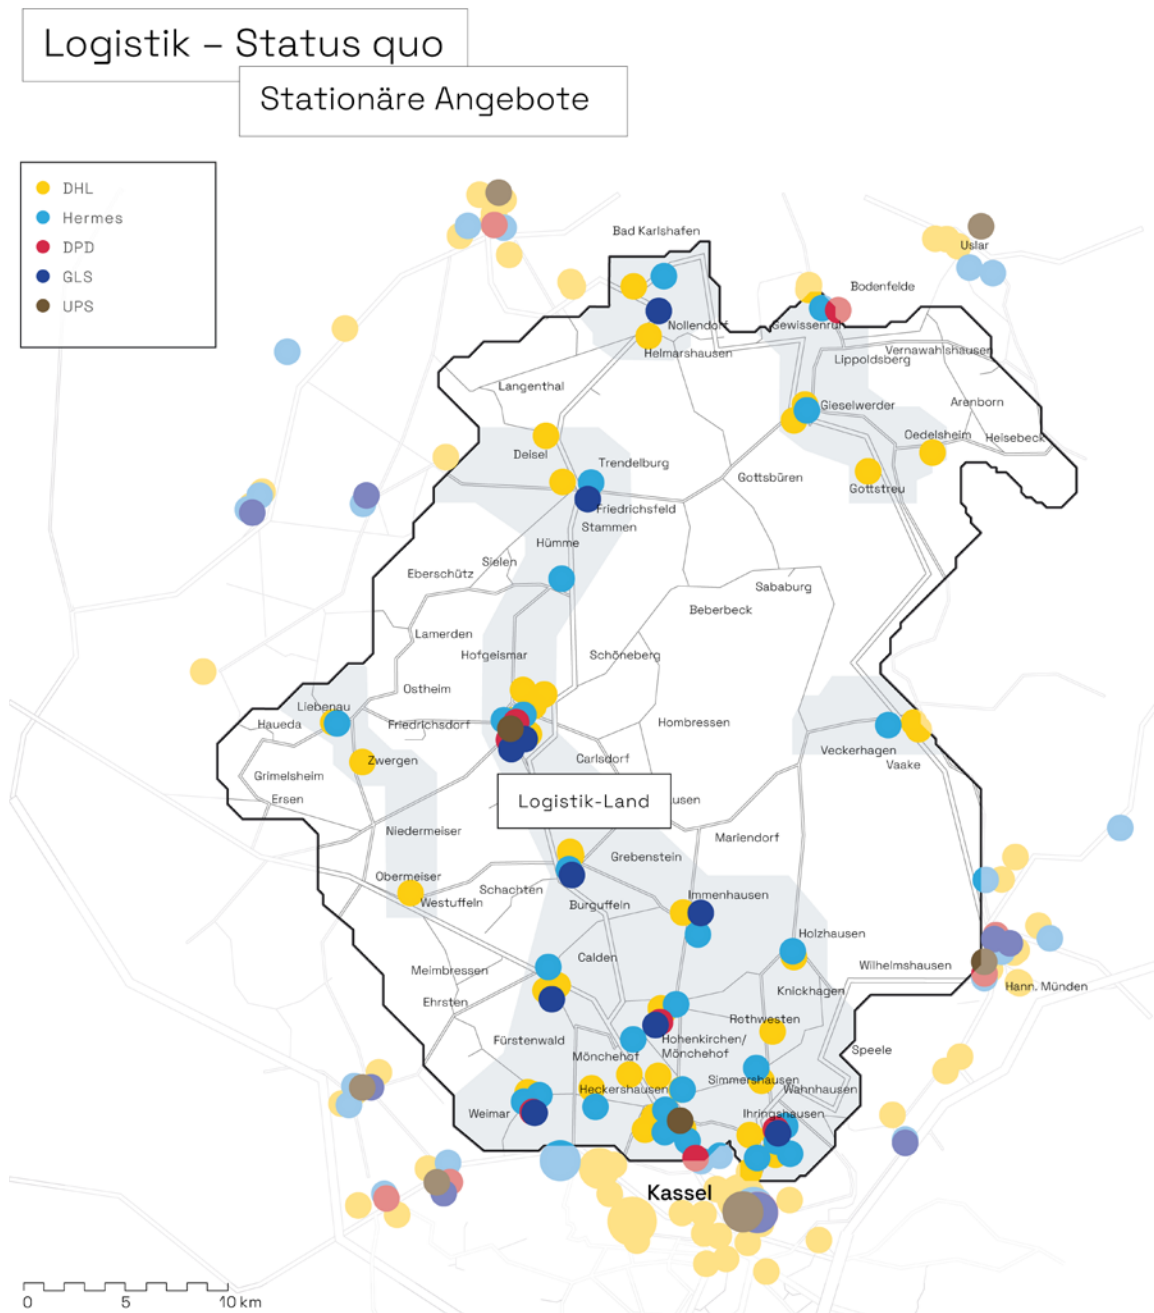 Logistik – Status quo
Stationäre Angebote
DHL
Hermes
DPD
GLS
UPS
Bad Karlshafen
Uslar
Bodenfelde
Nollendorf
Helmarshausen
Lippoldsberg
Vernawahlshausen
Langenthal
Gieselwerder
Arenborn
Oedelsheim
Heisebeck
Deisel
Trendelburg
Gottsbüren
Gottstreu
Friedrichsfeld
Stammen
Hümme
Sielen
Eberschütz
Sababurg
Beberbeck
Lamerden
Hofgeismar
Schöneberg
Ostheim
Liebenau
Haueda
Friedrichsdorf
Hombressen
Veckerhagen
Vaake
Zwergen
Carlsdorf
Grimelsheim
Ersen
Logistik-Land
usen
Niedermeiser
Mariendorf
Grebenstein
Obermeiser
Schachten
Westuffeln
Burguffeln
Immenhausen
Holzhausen
Calden
Meimbressen
Wilhelmshausen
Ehrsten
Knickhagen
Hann. Münden
Rothwesten
Fürstenwald
Hohenkirchen/
Mönchehof
Mönchehof
Speele
Simmershausen
Heckershausen
Wahnhausen
Weimar
Ihringshausen
Kassel
0 5 10 km